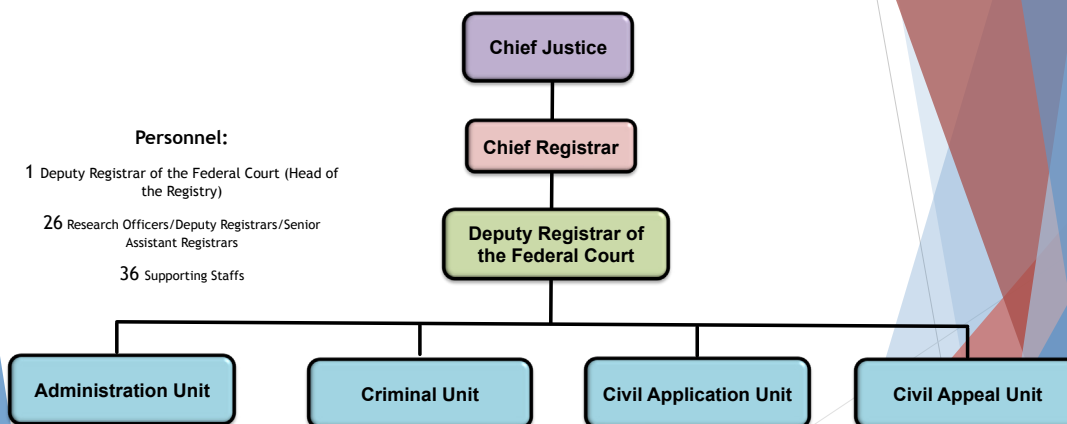 Chief Justice
Personnel:
Chief Registrar
1 Deputy Registrar of the Federal Court (Head of
the Registry)
26 Research Officers/Deputy Registrars/Senior
Assistant Registrars
36 Supporting Staffs
Deputy Registrar of
the Federal Court
Administration Unit
Criminal Unit
Civil Application Unit
Civil Appeal Unit